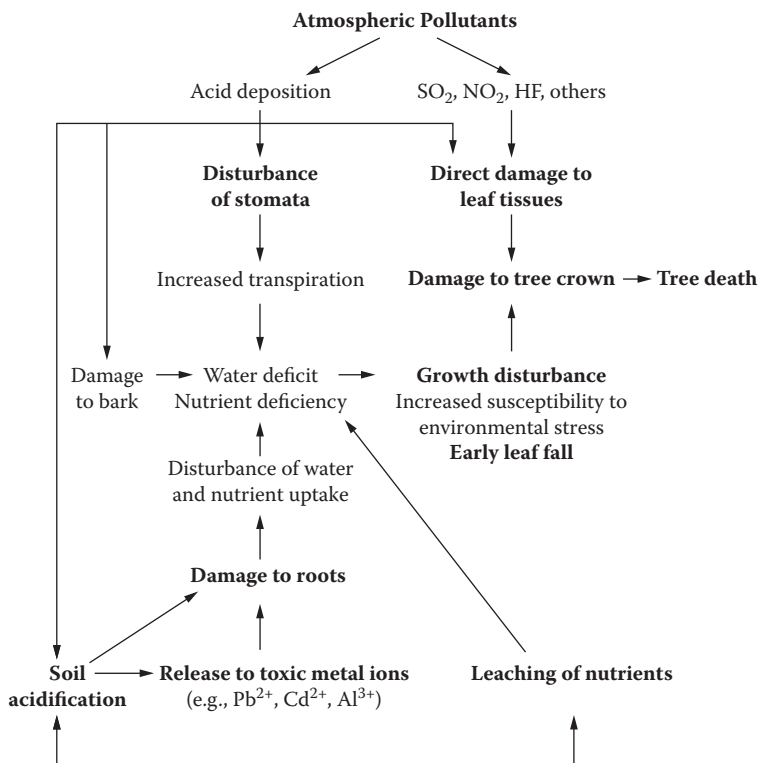 Atmospheric Pollutants
Acid deposition
SO₂, NO₂, HF, others
Disturbance
of stomata
Direct damage to
leaf tissues
Increased transpiration
Damage to tree crown
Tree death
Damage
to bark
Water deficit
Nutrient deficiency
Growth disturbance
Increased susceptibility to
environmental stress
Early leaf fall
Disturbance of water
and nutrient uptake
Damage to roots
Soil
acidification
Release to toxic metal ions
(e.g., Pb²⁺, Cd²⁺, Al³⁺)
Leaching of nutrients